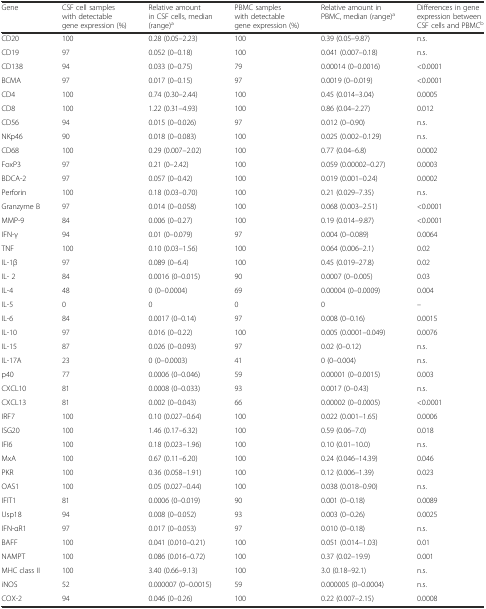 Gene CSF cell samples with detectable gene expression (%) Relative amount in CSF cells, median (range)a PBMC samples with detectable gene expression (%) Relative amount in PBMC, median (range)a Differences in gene expression between CSF cells and PBMCb
CD20 100 0.28 (0.05–2.23) 100 0.39 (0.05–9.87) n.s.
CD19 97 0.052 (0–0.18) 100 0.041 (0.007–0.18) n.s.
CD138 94 0.033 (0–0.75) 79 0.00014 (0–0.0016) <0.0001
BCMA 97 0.017 (0–0.15) 97 0.0019 (0–0.019) <0.0001
CD4 100 0.74 (0.30–2.44) 100 0.45 (0.014–3.04) 0.0005
CD8 100 1.22 (0.31–4.93) 100 0.86 (0.04–2.27) 0.012
CD56 94 0.015 (0–0.026) 97 0.012 (0–0.90) n.s.
NKp46 90 0.018 (0–0.083) 100 0.025 (0.002–0.129) n.s.
CD68 100 0.29 (0.007–2.02) 100 0.77 (0.04–6.8) 0.0002
FoxP3 97 0.21 (0–2.42) 100 0.059 (0.00002–0.27) 0.0003
BDCA-2 97 0.057 (0–0.42) 100 0.019 (0.001–0.24) 0.0002
Perforin 100 0.18 (0.03–0.70) 100 0.21 (0.029–7.35) n.s.
Granzyme B 97 0.014 (0–0.058) 100 0.068 (0.003–2.51) <0.0001
MMP-9 84 0.006 (0–0.27) 100 0.19 (0.014–9.87) <0.0001
IFN-γ 94 0.01 (0–0.079) 97 0.004 (0–0.089) 0.0064
TNF 100 0.10 (0.03–1.56) 100 0.064 (0.006–2.1) 0.02
IL-1β 97 0.089 (0–6.4) 100 0.45 (0.019–27.8) 0.02
IL- 2 84 0.0016 (0–0.015) 90 0.0007 (0–0.005) 0.03
IL-4 48 0 (0–0.0004) 69 0.00004 (0–0.0009) 0.004
IL-5 0 0 0 0 –
IL-6 84 0.0017 (0–0.14) 97 0.008 (0–0.16) 0.0015
IL-10 97 0.016 (0–0.22) 100 0.005 (0.0001–0.049) 0.0076
IL-15 87 0.026 (0–0.093) 97 0.02 (0–0.12) n.s.
IL-17A 23 0 (0–0.0003) 41 0 (0–0.004) n.s.
p40 77 0.0006 (0–0.046) 59 0.00001 (0–0.0015) 0.003
CXCL10 81 0.0008 (0–0.033) 93 0.0017 (0–0.43) n.s.
CXCL13 81 0.002 (0–0.043) 66 0.00002 (0–0.0005) <0.0001
IRF7 100 0.10 (0.027–0.64) 100 0.022 (0.001–1.65) 0.0006
ISG20 100 1.46 (0.17–6.32) 100 0.59 (0.06–7.0) 0.018
IFI6 100 0.18 (0.023–1.96) 100 0.10 (0.01–10.0) n.s.
MxA 100 0.67 (0.11–6.20) 100 0.24 (0.046–14.39) 0.046
PKR 100 0.36 (0.058–1.91) 100 0.12 (0.006–1.39) 0.023
OAS1 100 0.05 (0.027–0.44) 100 0.038 (0.018–0.90) n.s.
IFIT1 81 0.0006 (0–0.019) 90 0.001 (0–0.18) 0.0089
Usp18 94 0.008 (0–0.052) 93 0.003 (0–0.26) 0.0025
IFN-αR1 97 0.017 (0–0.053) 97 0.010 (0–0.18) n.s.
BAFF 100 0.041 (0.010–0.21) 100 0.051 (0.014–1.03) 0.01
NAMPT 100 0.086 (0.016–0.72) 100 0.37 (0.02–19.9) 0.001
MHC class II 100 3.40 (0.66–9.13) 100 3.0 (0.18–92.1) n.s.
iNOS 52 0.000007 (0–0.0015) 59 0.000005 (0–0.0004) n.s.
COX-2 94 0.046 (0–0.26) 100 0.22 (0.007–2.15) 0.0008